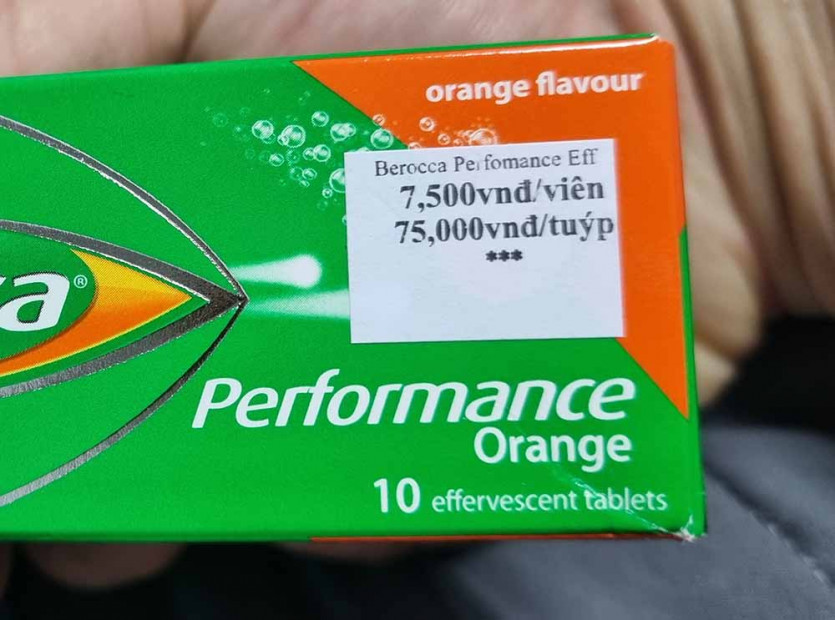 orange flavour
Berocca Perfomance Eff
7,500vnđ/viên
75,000vnđ/tuýp
***
a®
Performance
Orange
10 effervescent tablets